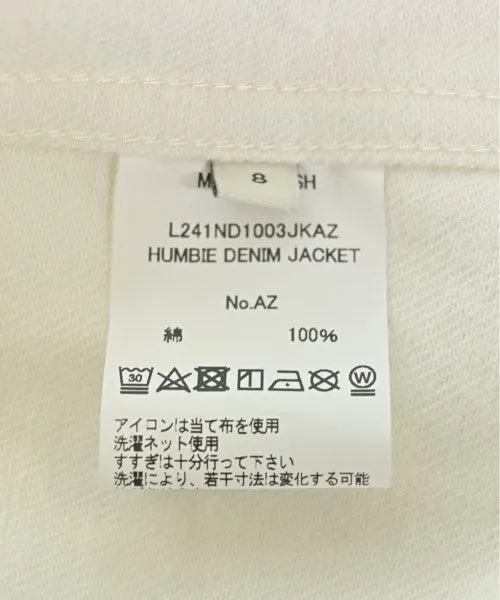 8
L241ND1003JKAZ
HUMBIE DENIM JACKET
No.AZ
綿 100%
30
W
アイロンは当て布を使用
洗濯ネット使用
すすぎは十分行って下さい
洗濯により、若干寸法は変化する可能